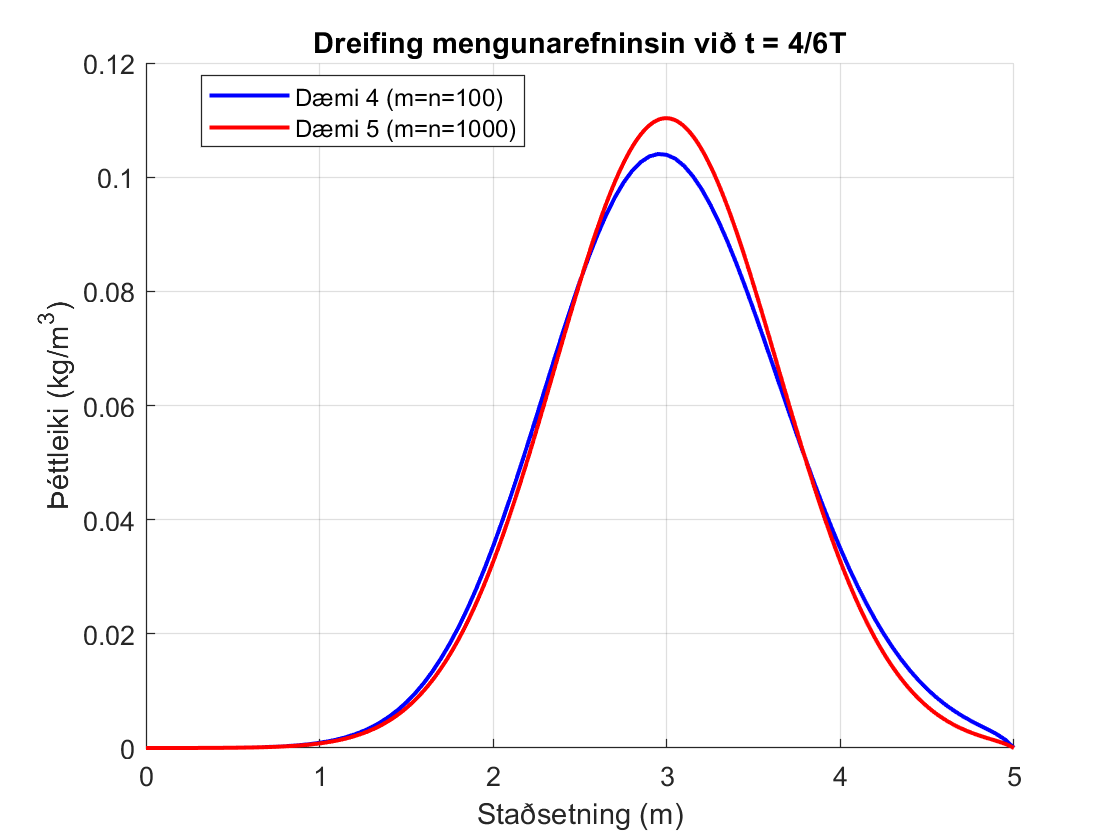 Dreifing mengunarefninsin við t = 4/6T
Dæmi 4 (m=n=100)
Dæmi 5 (m=n=1000)
Þéttleiki (kg/m³)
0.12
0.1
0.08
0.06
0.04
0.02
0
0 1 2 3 4 5
Staðsetning (m)